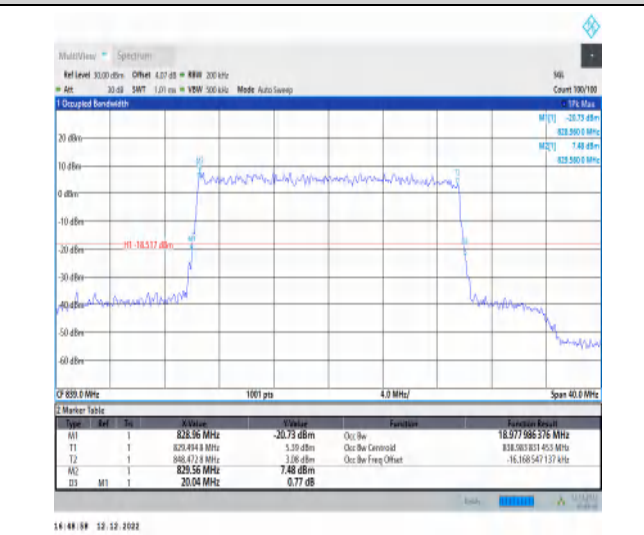 MultiView Spectrum
Ref Level 30.00 dBm Offset 4.07 dB RBW 200 kHz SGL
Att 30 dB SWT 1.01 ms VBW 500 kHz Mode Auto Sweep Count 100/100
1 Occupied Bandwidth 1Pk Max
M1[1] -20.73 dBm
828.9600 MHz
20 dBm
M2[1] 7.48 dBm
829.5600 MHz
10 dBm
0 dBm
-10 dBm
H1 -18.517 dBm
-20 dBm
-30 dBm
-40 dBm
-50 dBm
-60 dBm
CF 839.0 MHz 1001 pts 4.0 MHz/ Span 40.0 MHz
2 Marker Table
Type Ref Trc X-Value Y-Value Function Function Result
M1 1 828.96 MHz -20.73 dBm Occ Bw 18.977 986 376 MHz
T1 1 829.4948 MHz 5.39 dBm Occ Bw Centroid 838.983 831 453 MHz
T2 1 848.4728 MHz 3.08 dBm Occ Bw Freq Offset -16.168 547 137 kHz
M2 1 829.56 MHz 7.48 dBm
D3 M1 1 20.04 MHz 0.77 dB
16:48:58 12.12.2022